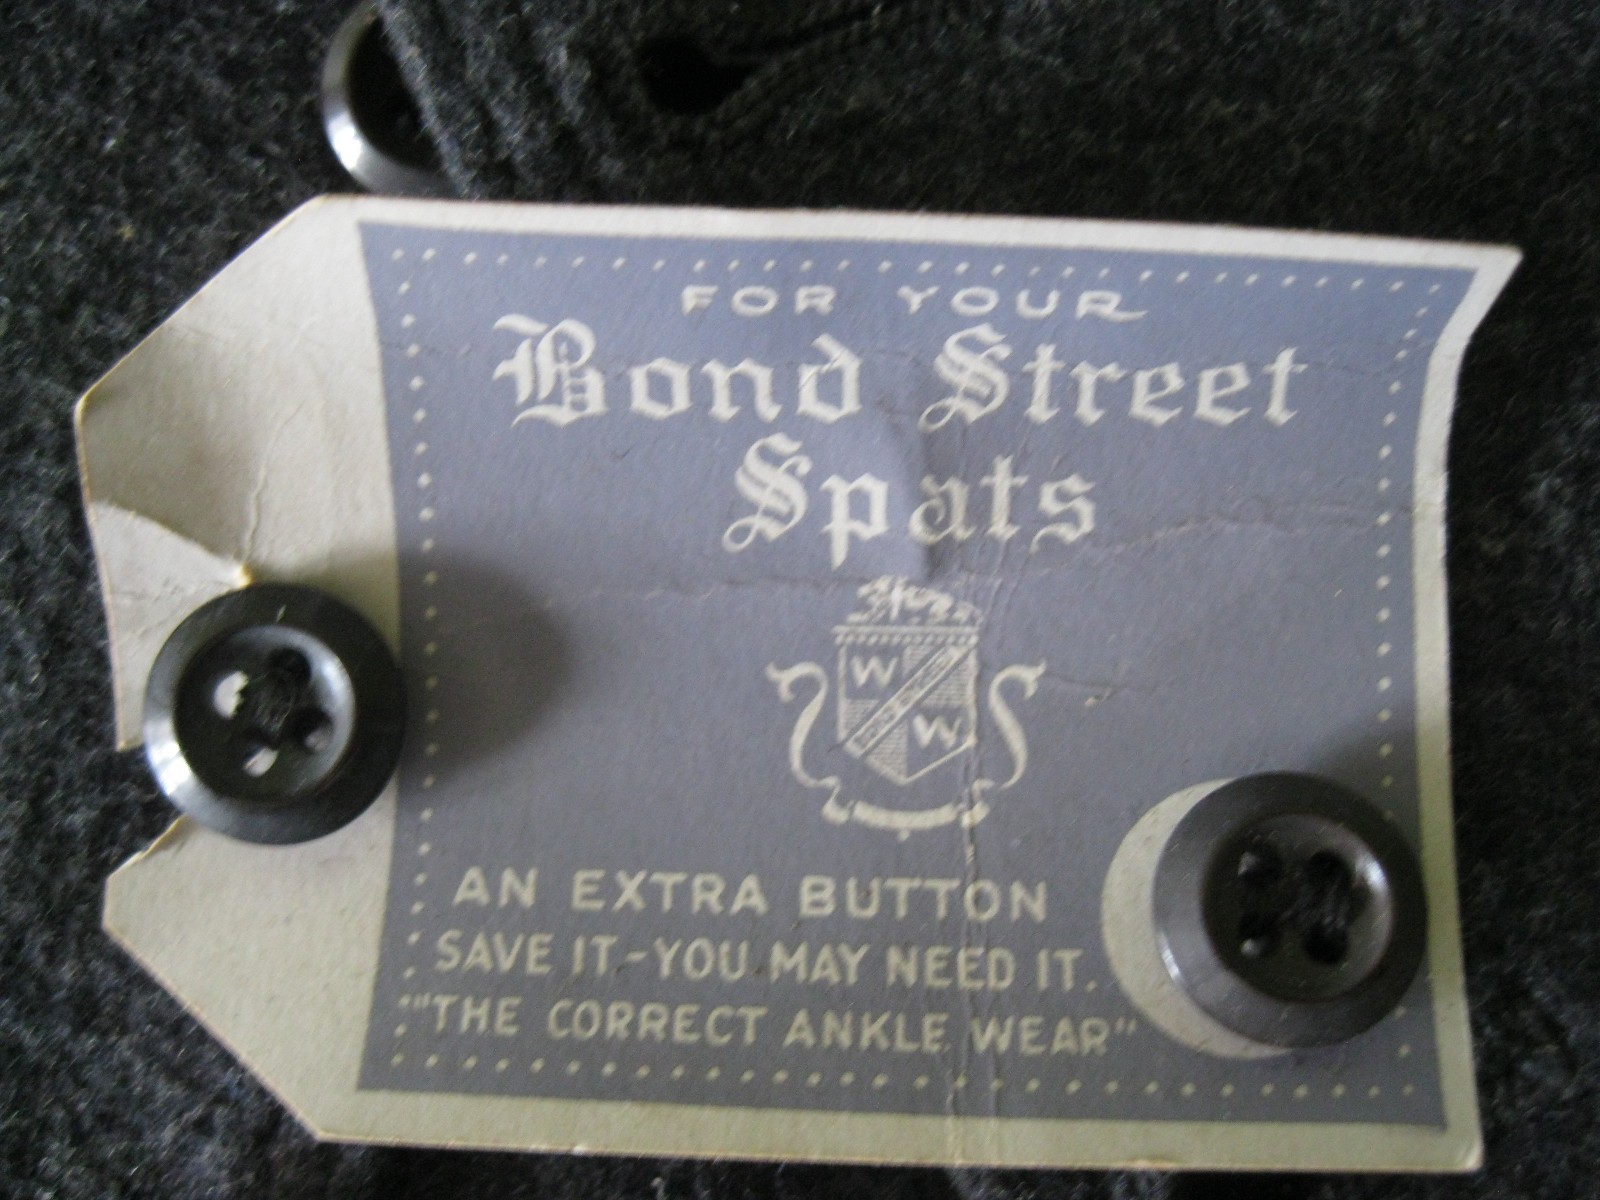 FOR YOUR
Bond Street
Spats
W
W
AN EXTRA BUTTON
SAVE IT-YOU MAY NEED IT.
"THE CORRECT ANKLE WEAR"